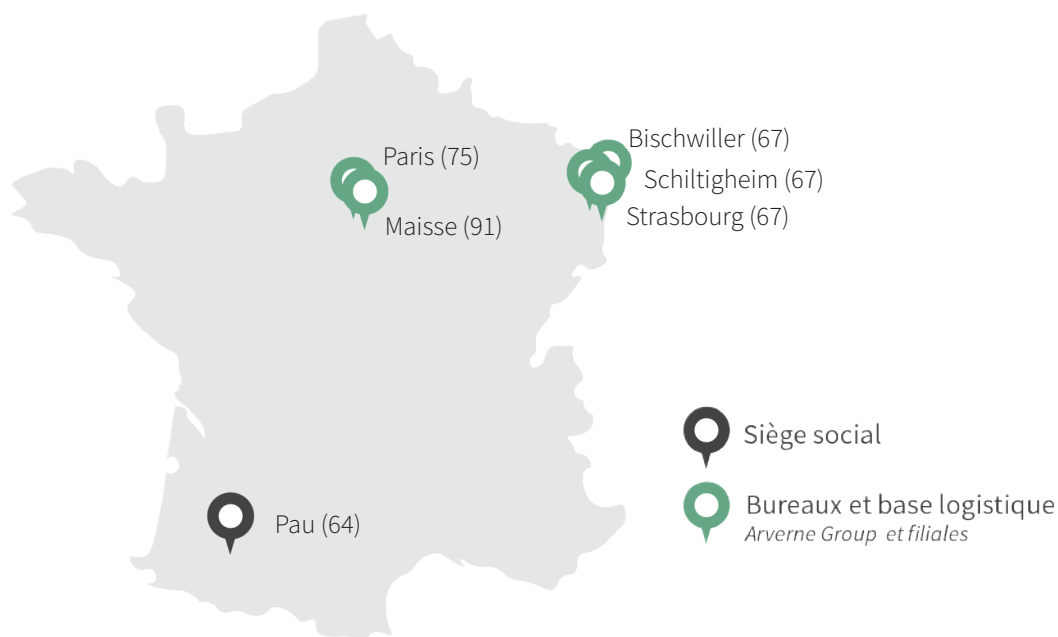 Bischwiller (67)
Paris (75)
Schiltigheim (67)
Strasbourg (67)
Maisse (91)
Siège social
Bureaux et base logistique
Arverne Group et filiales
Pau (64)